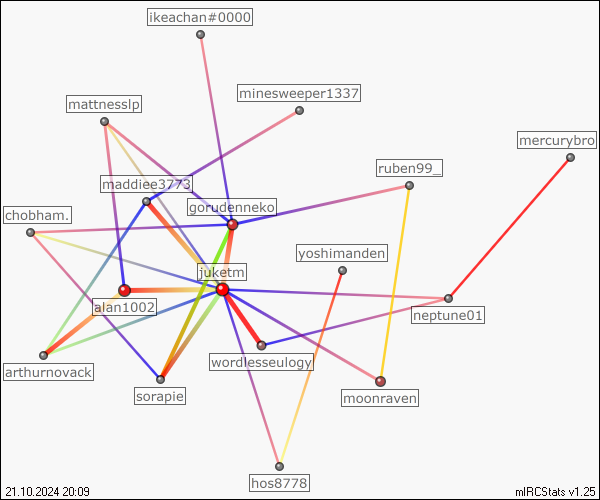 ikeachan#0000
minesweeper1337
mattnesslp
mercurybro
ruben99_
maddiee3773
gorudenneko
chobham.
yoshimanden
juketm
alan1002
neptune01
wordlesseulogy
arthurnovack
sorapie
moonraven
hos8778
21.10.2024 20:09
mIRCStats v1.25